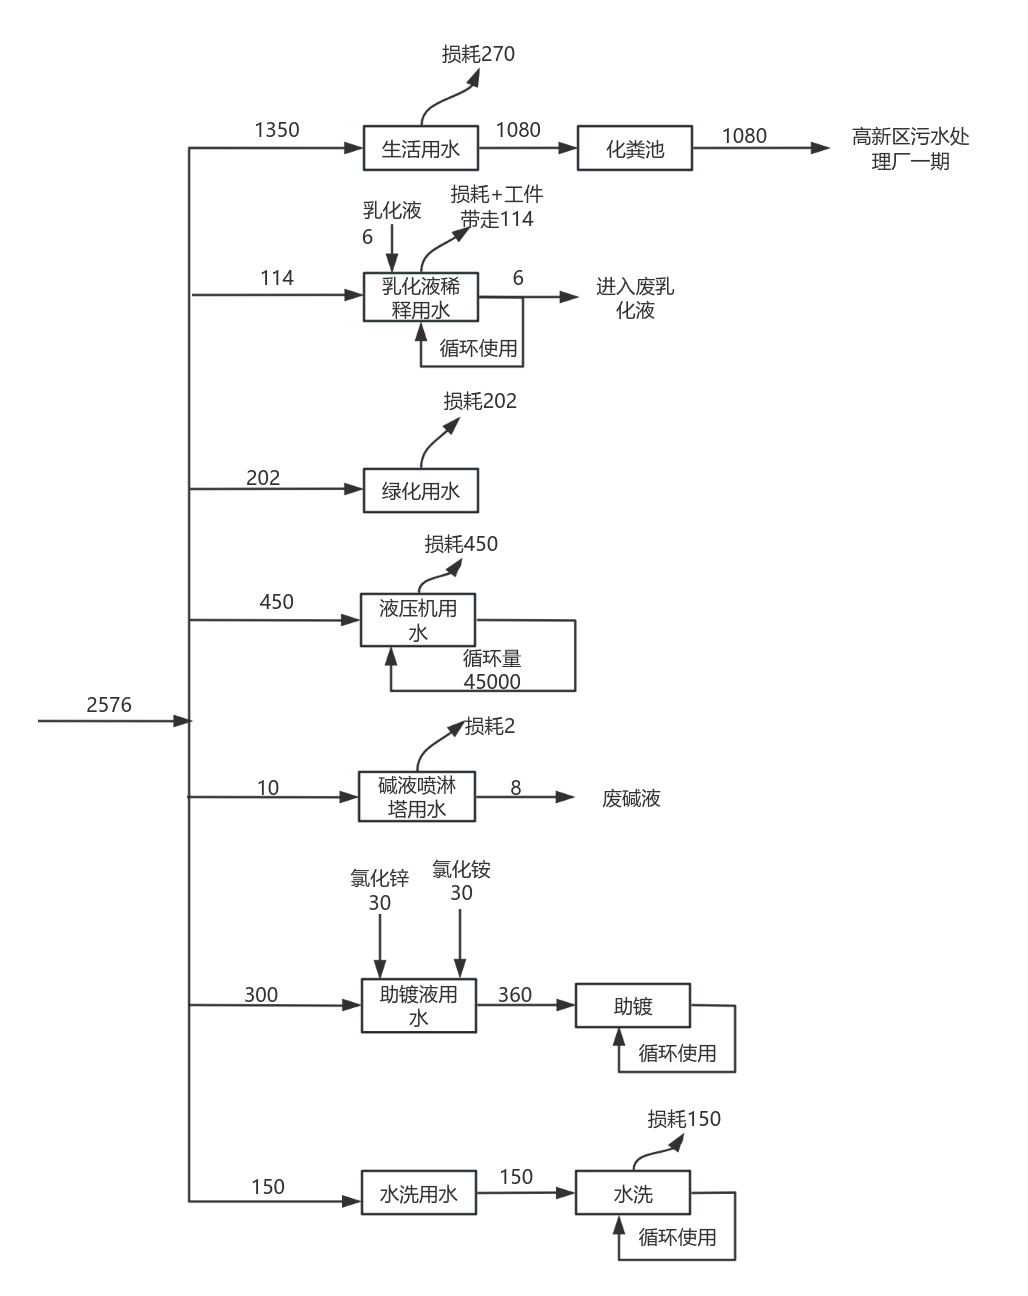 损耗270
1350
生活用水
1080
化粪池
1080
高新区污水处
理厂一期
乳化液
6
损耗+工件
带走114
114
乳化液稀
释用水
6
进入废乳
化液
循环使用
损耗202
202
绿化用水
损耗450
450
液压机用
水
循环量
45000
2576
损耗2
10
碱液喷淋
塔用水
8
废碱液
氯化锌
30
氯化铵
30
300
助镀液用
水
360
助镀
循环使用
损耗150
150
水洗用水
150
水洗
循环使用